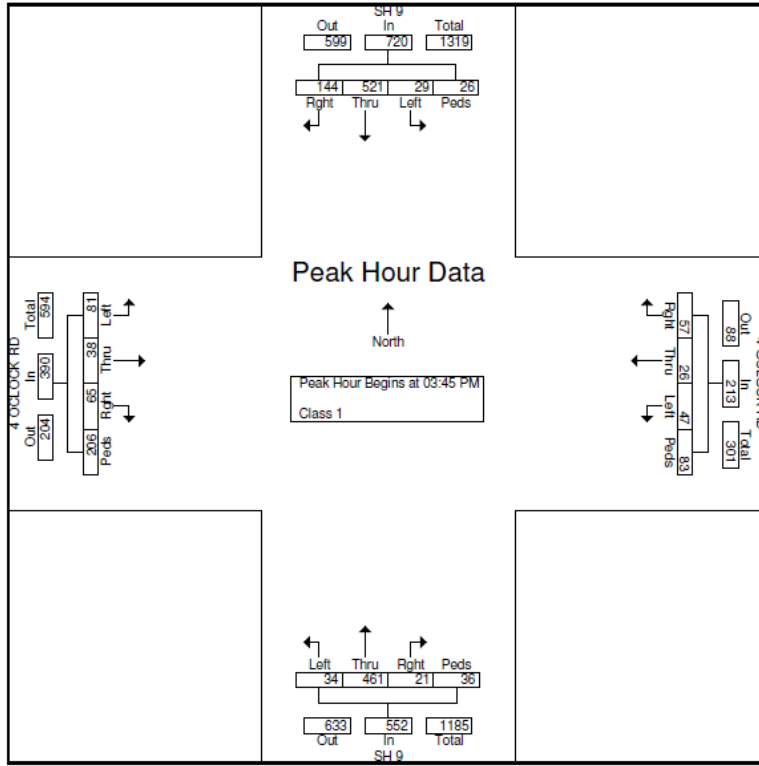 SH 9
Out In Total
599 720 1319
144 521 29 26
Rght Thru Left Peds
Peak Hour Data
North
Peak Hour Begins at 03:45 PM
Class 1
4 OCLOCK RD
Total In Out
594 390 204
81 38 65 206
Left Thru Rght Peds
Out In Total
88 213 301
57 26 47 83
Rght Thru Left Peds
Left Thru Rght Peds
34 461 21 36
633 552 1185
Out In Total
SH 9